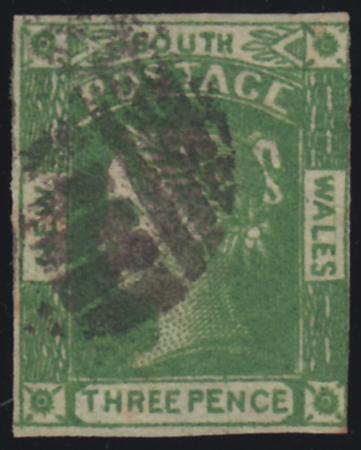 SOUTH
POSTAGE
NEW
WALES
THREE PENCE